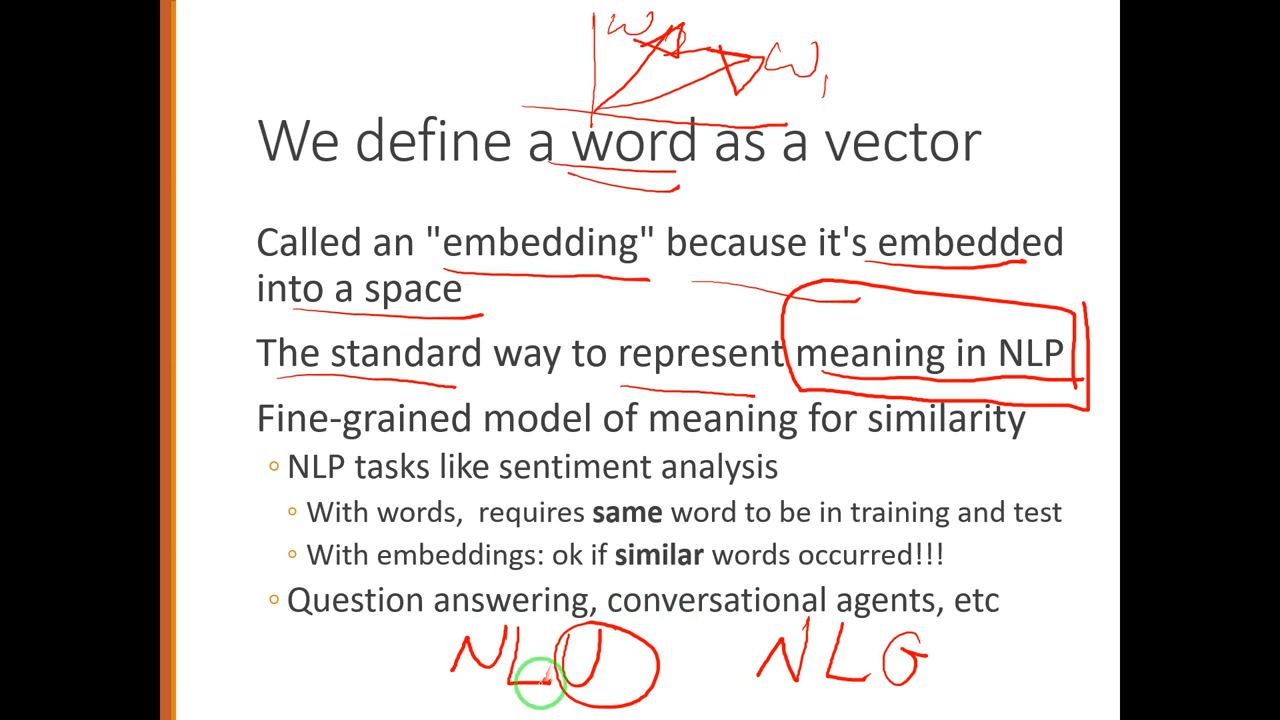 W
W1
We define a word as a vector
Called an "embedding" because it's embedded
into a space
The standard way to represent meaning in NLP
Fine-grained model of meaning for similarity
◦ NLP tasks like sentiment analysis
◦ With words, requires same word to be in training and test
◦ With embeddings: ok if similar words occurred!!!
◦ Question answering, conversational agents, etc
NLU NLG